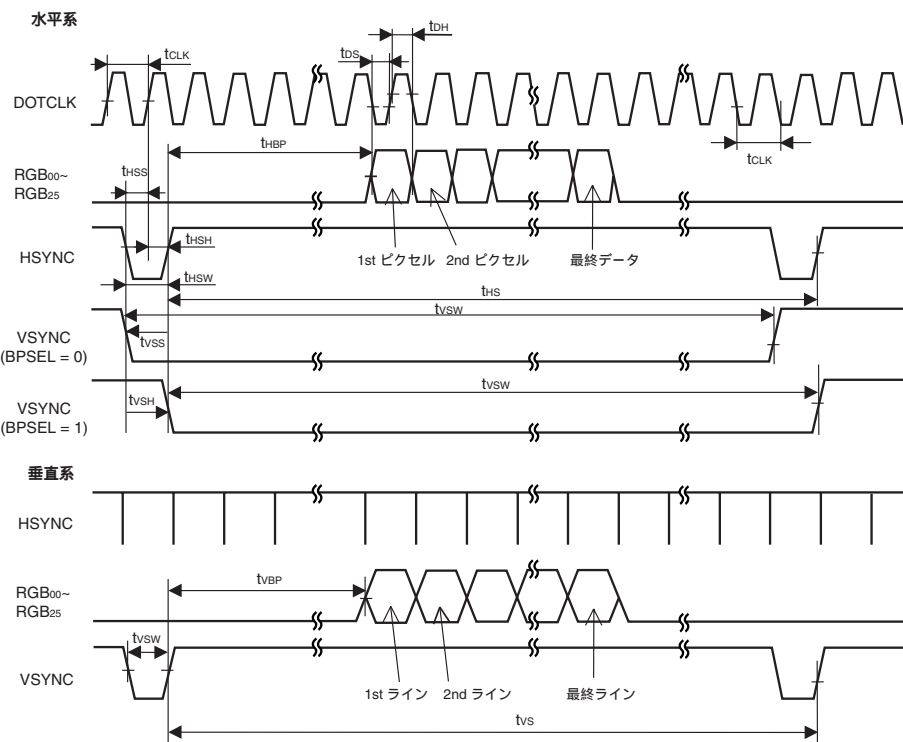 水平系
tCLK
tDS
tDH
DOTCLK
tHBP
tCLK
RGB00~
RGB25
tHSS
1st ピクセル
2nd ピクセル
最終データ
HSYNC
tHSH
tHSW
tHS
tVSW
VSYNC
(BPSEL = 0)
tVSS
tVSW
VSYNC
(BPSEL = 1)
tVSH
垂直系
HSYNC
RGB00~
RGB25
tVBP
tVSW
VSYNC
1st ライン
2nd ライン
最終ライン
tVS